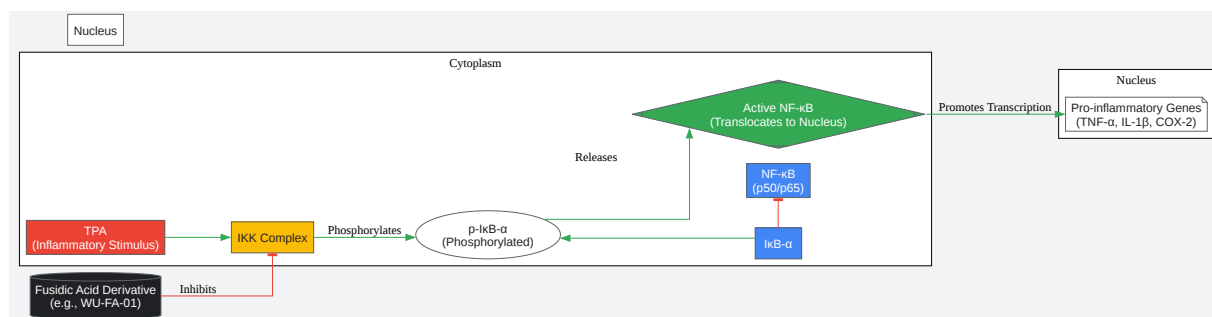 Nucleus
Cytoplasm
Nucleus
Active NF-κB
(Translocates to Nucleus)
Promotes Transcription
Pro-inflammatory Genes
(TNF-α, IL-1β, COX-2)
Releases
NF-κB
(p50/p65)
TPA
(Inflammatory Stimulus)
IKK Complex
Phosphorylates
p-IκB-α
(Phosphorylated)
IκB-α
Fusidic Acid Derivative
(e.g., WU-FA-01)
Inhibits